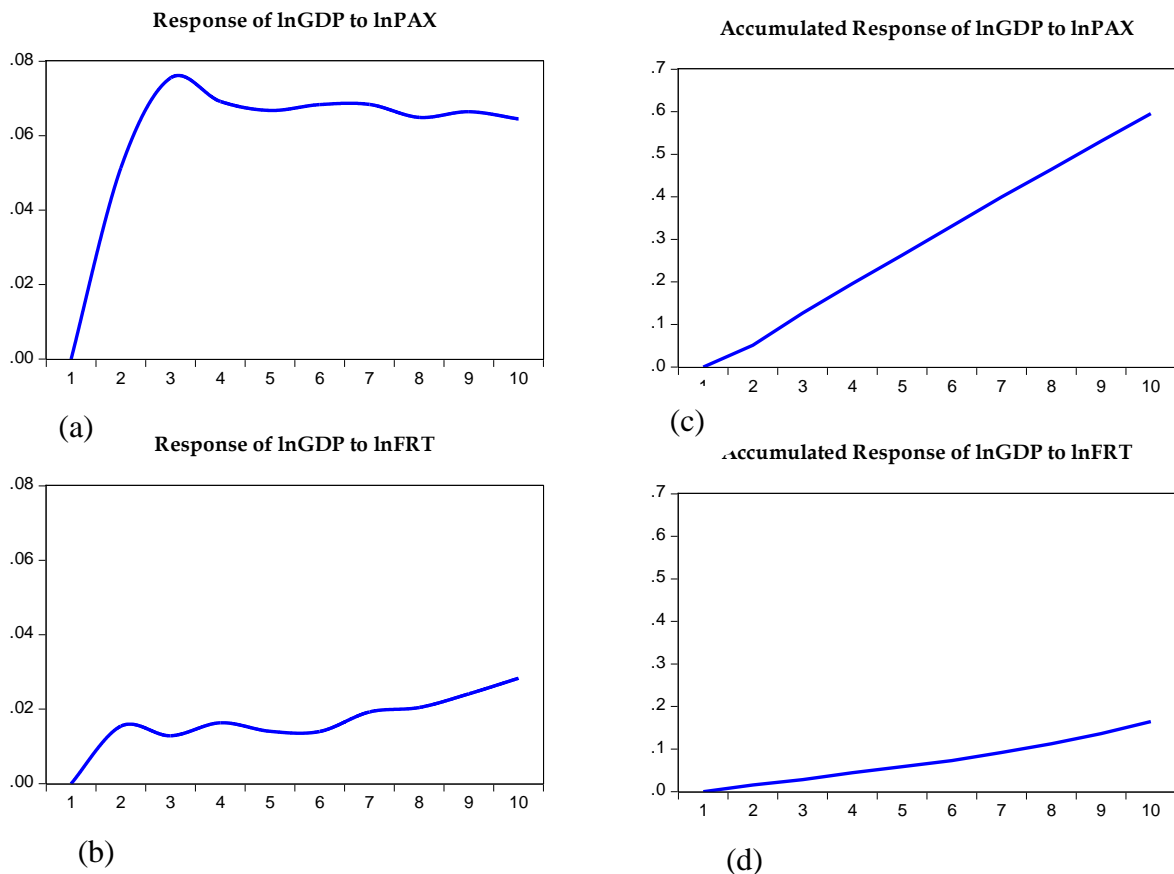 Response of lnGDP to lnPAX
.08
.06
.04
.02
.00
1 2 3 4 5 6 7 8 9 10
(a)
Accumulated Response of lnGDP to lnPAX
.7
.6
.5
.4
.3
.2
.1
.0
2 3 4 5 6 7 8 9 10
(c)
Response of lnGDP to lnFRT
.08
.06
.04
.02
.00
1 2 3 4 5 6 7 8 9 10
(b)
Accumulated Response of lnGDP to lnFRT
.7
.6
.5
.4
.3
.2
.1
.0
1 2 3 4 5 6 7 8 9 10
(d)